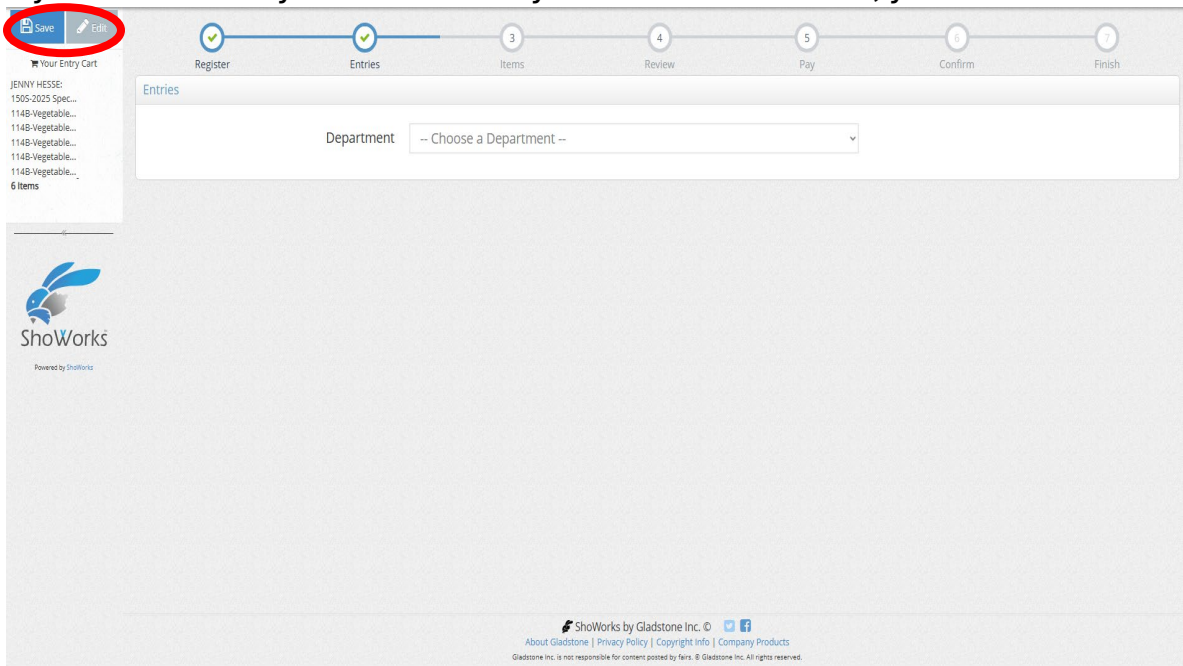 Save Edit
Your Entry Cart
JENNY HESSE:
150S-2025 Spec...
114B-Vegetable...
114B-Vegetable...
114B-Vegetable...
114B-Vegetable...
114B-Vegetable...
6 Items
3 4 5 6 7
Register Entries Items Review Pay Confirm Finish
Entries
Department -- Choose a Department --
ShoWorks
Powered by ShoWorks
ShoWorks by Gladstone Inc. ©
About Gladstone | Privacy Policy | Copyright Info | Company Products
Gladstone Inc. is not responsible for content posted by fairs. © Gladstone Inc. All rights reserved.